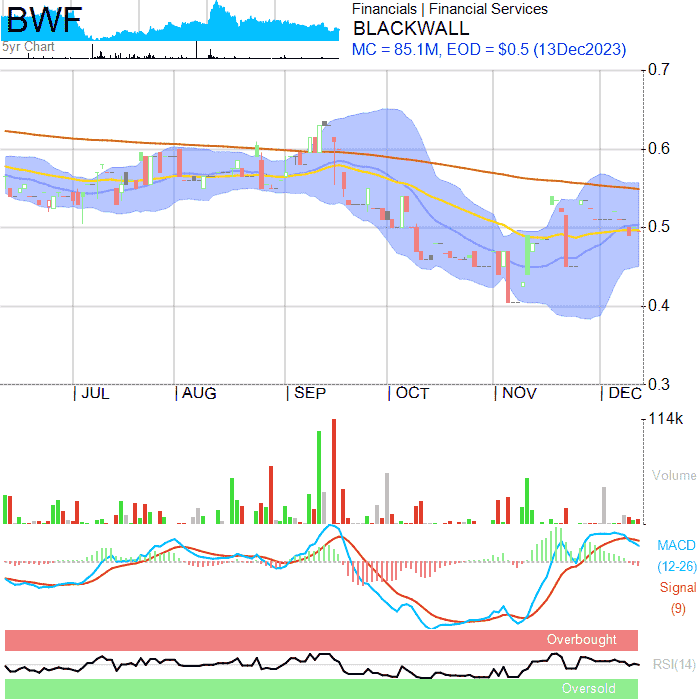 BWF
5yr Chart
Financials | Financial Services
BLACKWALL
MC = 85.1M, EOD = $0.5 (13Dec2023)
0.7
0.6
0.5
0.4
0.3
| JUL
| AUG
| SEP
| OCT
| NOV
| DEC
114k
Volume
MACD
(12-26)
Signal
(9)
Overbought
RSI(14)
Oversold